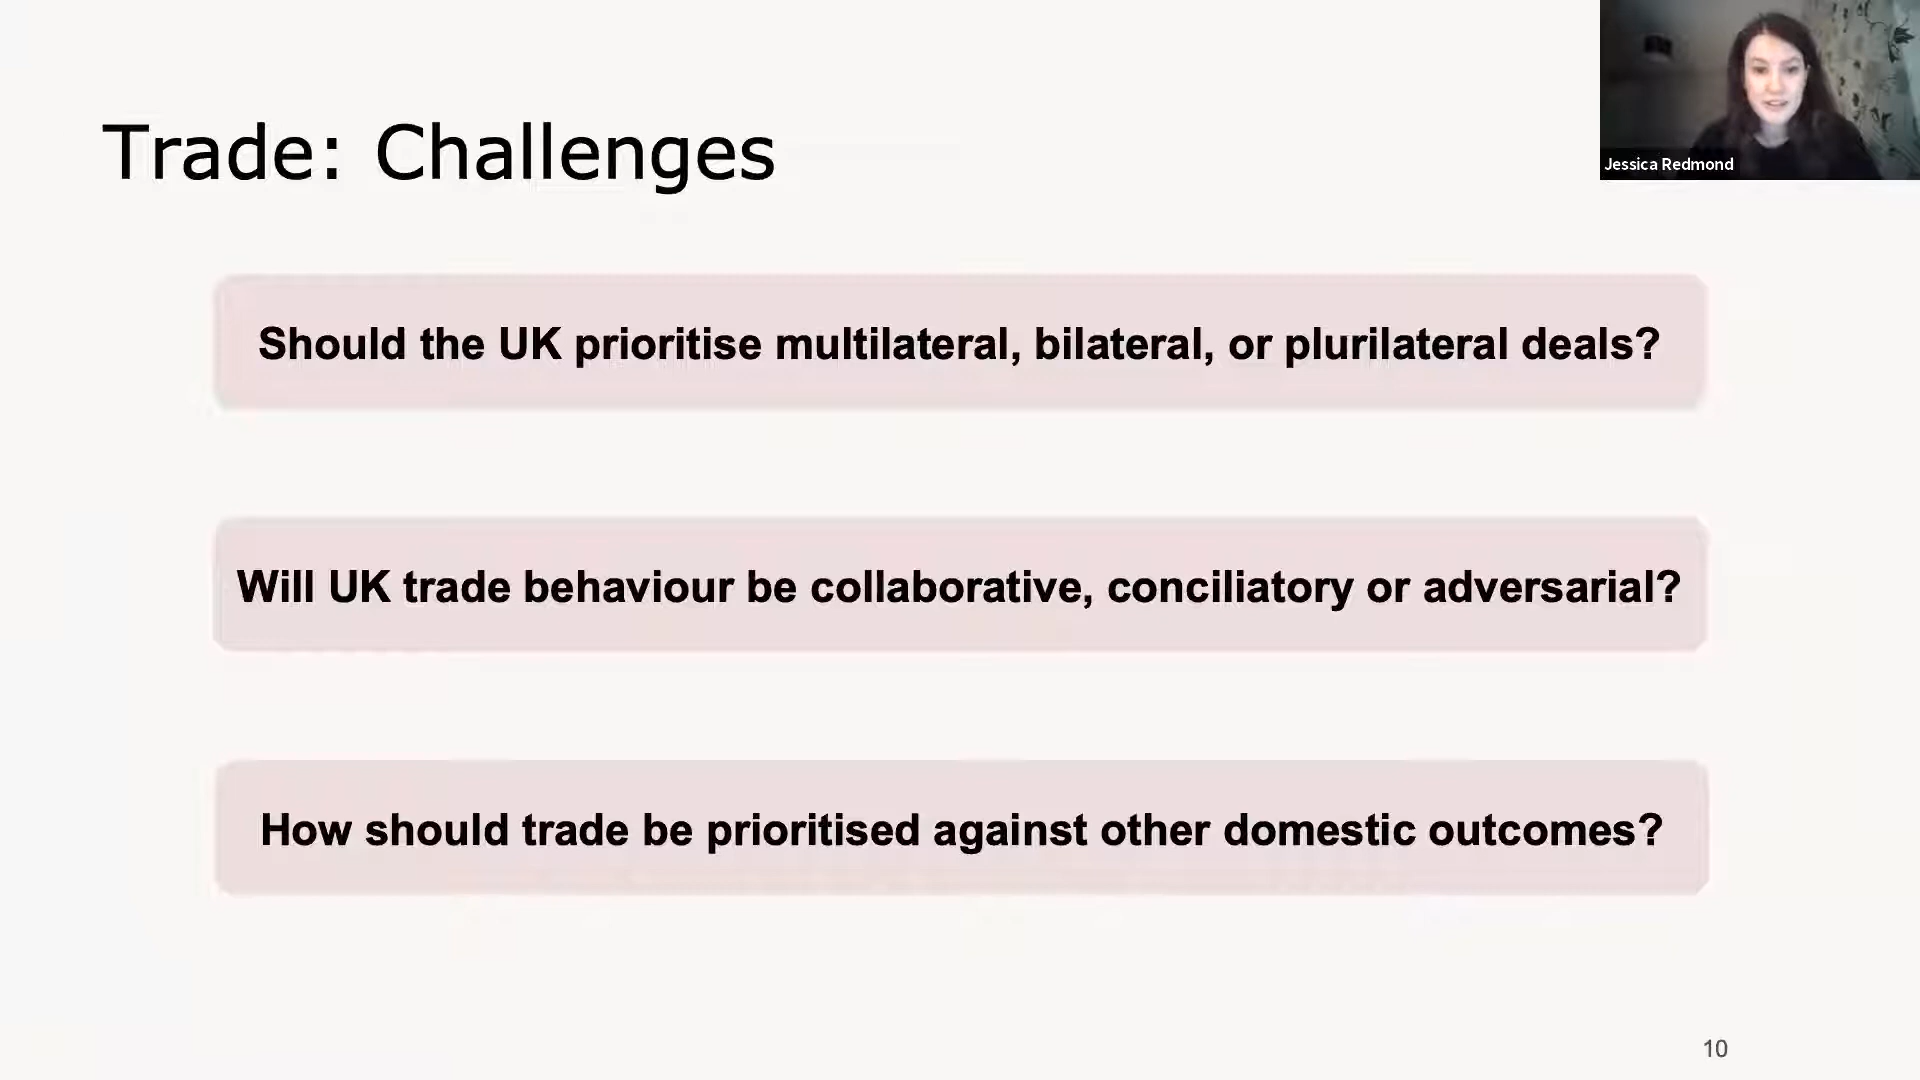 Jessica Redmond
Trade: Challenges
Should the UK prioritise multilateral, bilateral, or plurilateral deals?
Will UK trade behaviour be collaborative, conciliatory or adversarial?
How should trade be prioritised against other domestic outcomes?
10